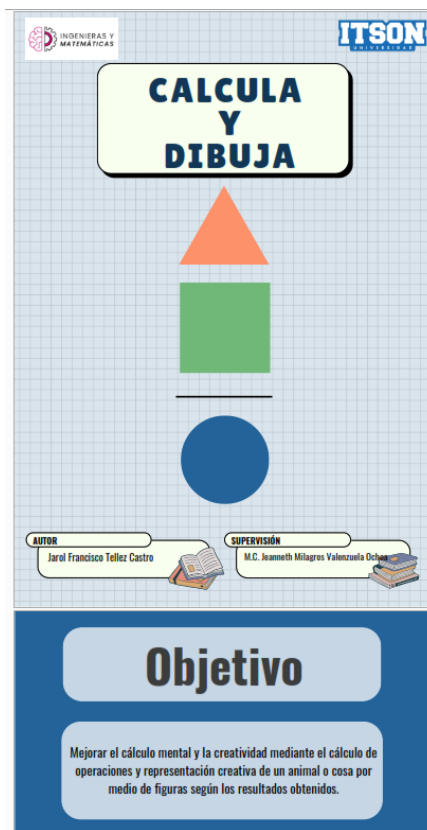 INGENIERAS Y
MATEMÁTICAS
ITSON
UNIVERSIDAD
CALCULA
Y
DIBUJA
AUTOR
Jarol Francisco Tellez Castro
SUPERVISIÓN
M.C. Jeanneth Milagros Valenzuela Ochoa
Objetivo
Mejorar el cálculo mental y la creatividad mediante el cálculo de
operaciones y representación creativa de un animal o cosa por
medio de figuras según los resultados obtenidos.